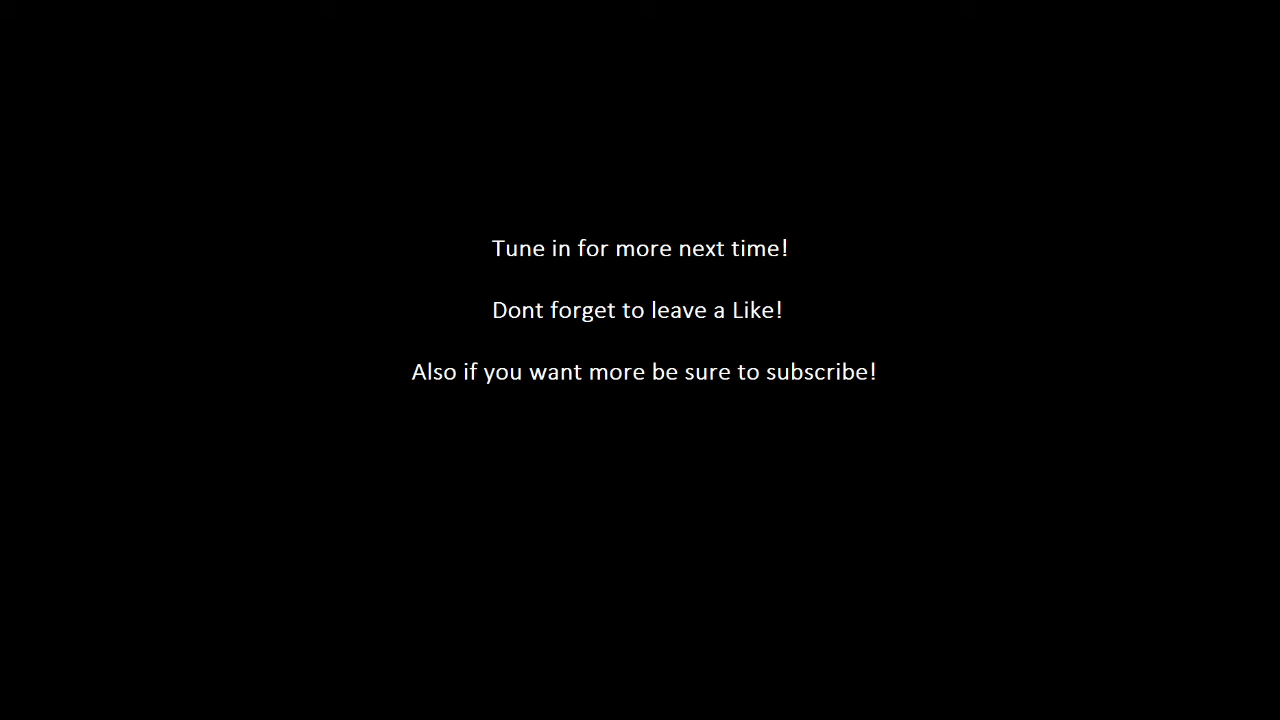 Tune in for more next time!
Dont forget to leave a Like!
Also if you want more be sure to subscribe!